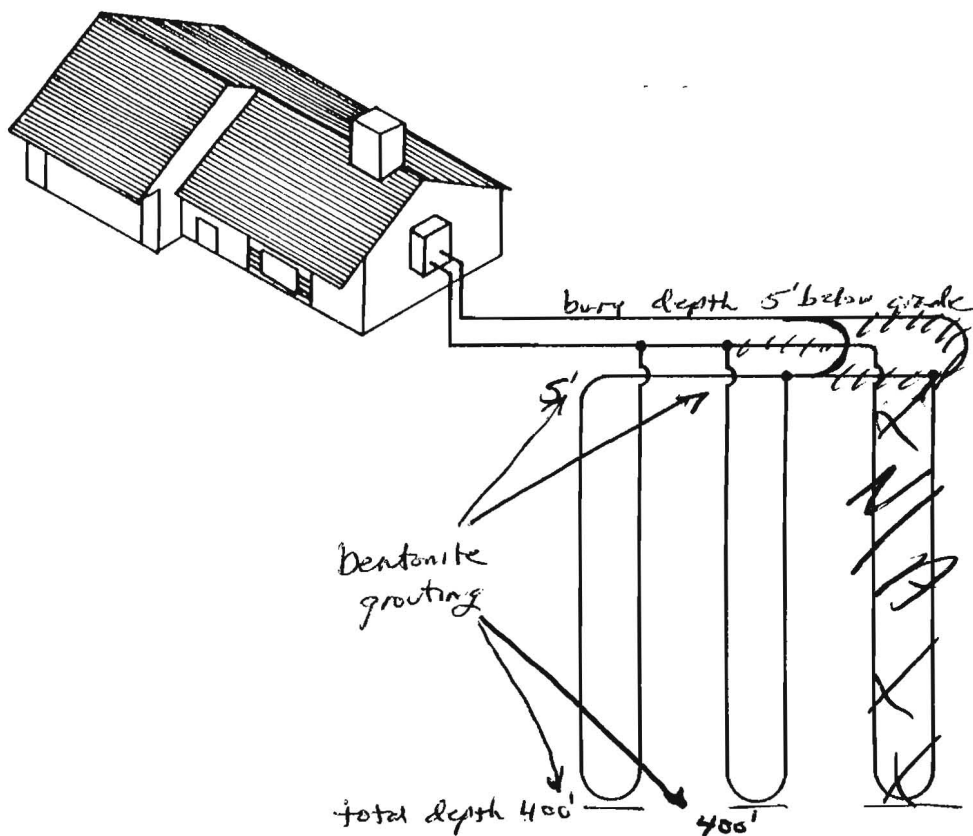 bury depth 5' below grade
5'
bentonite
grouting
total depth 400'
400'